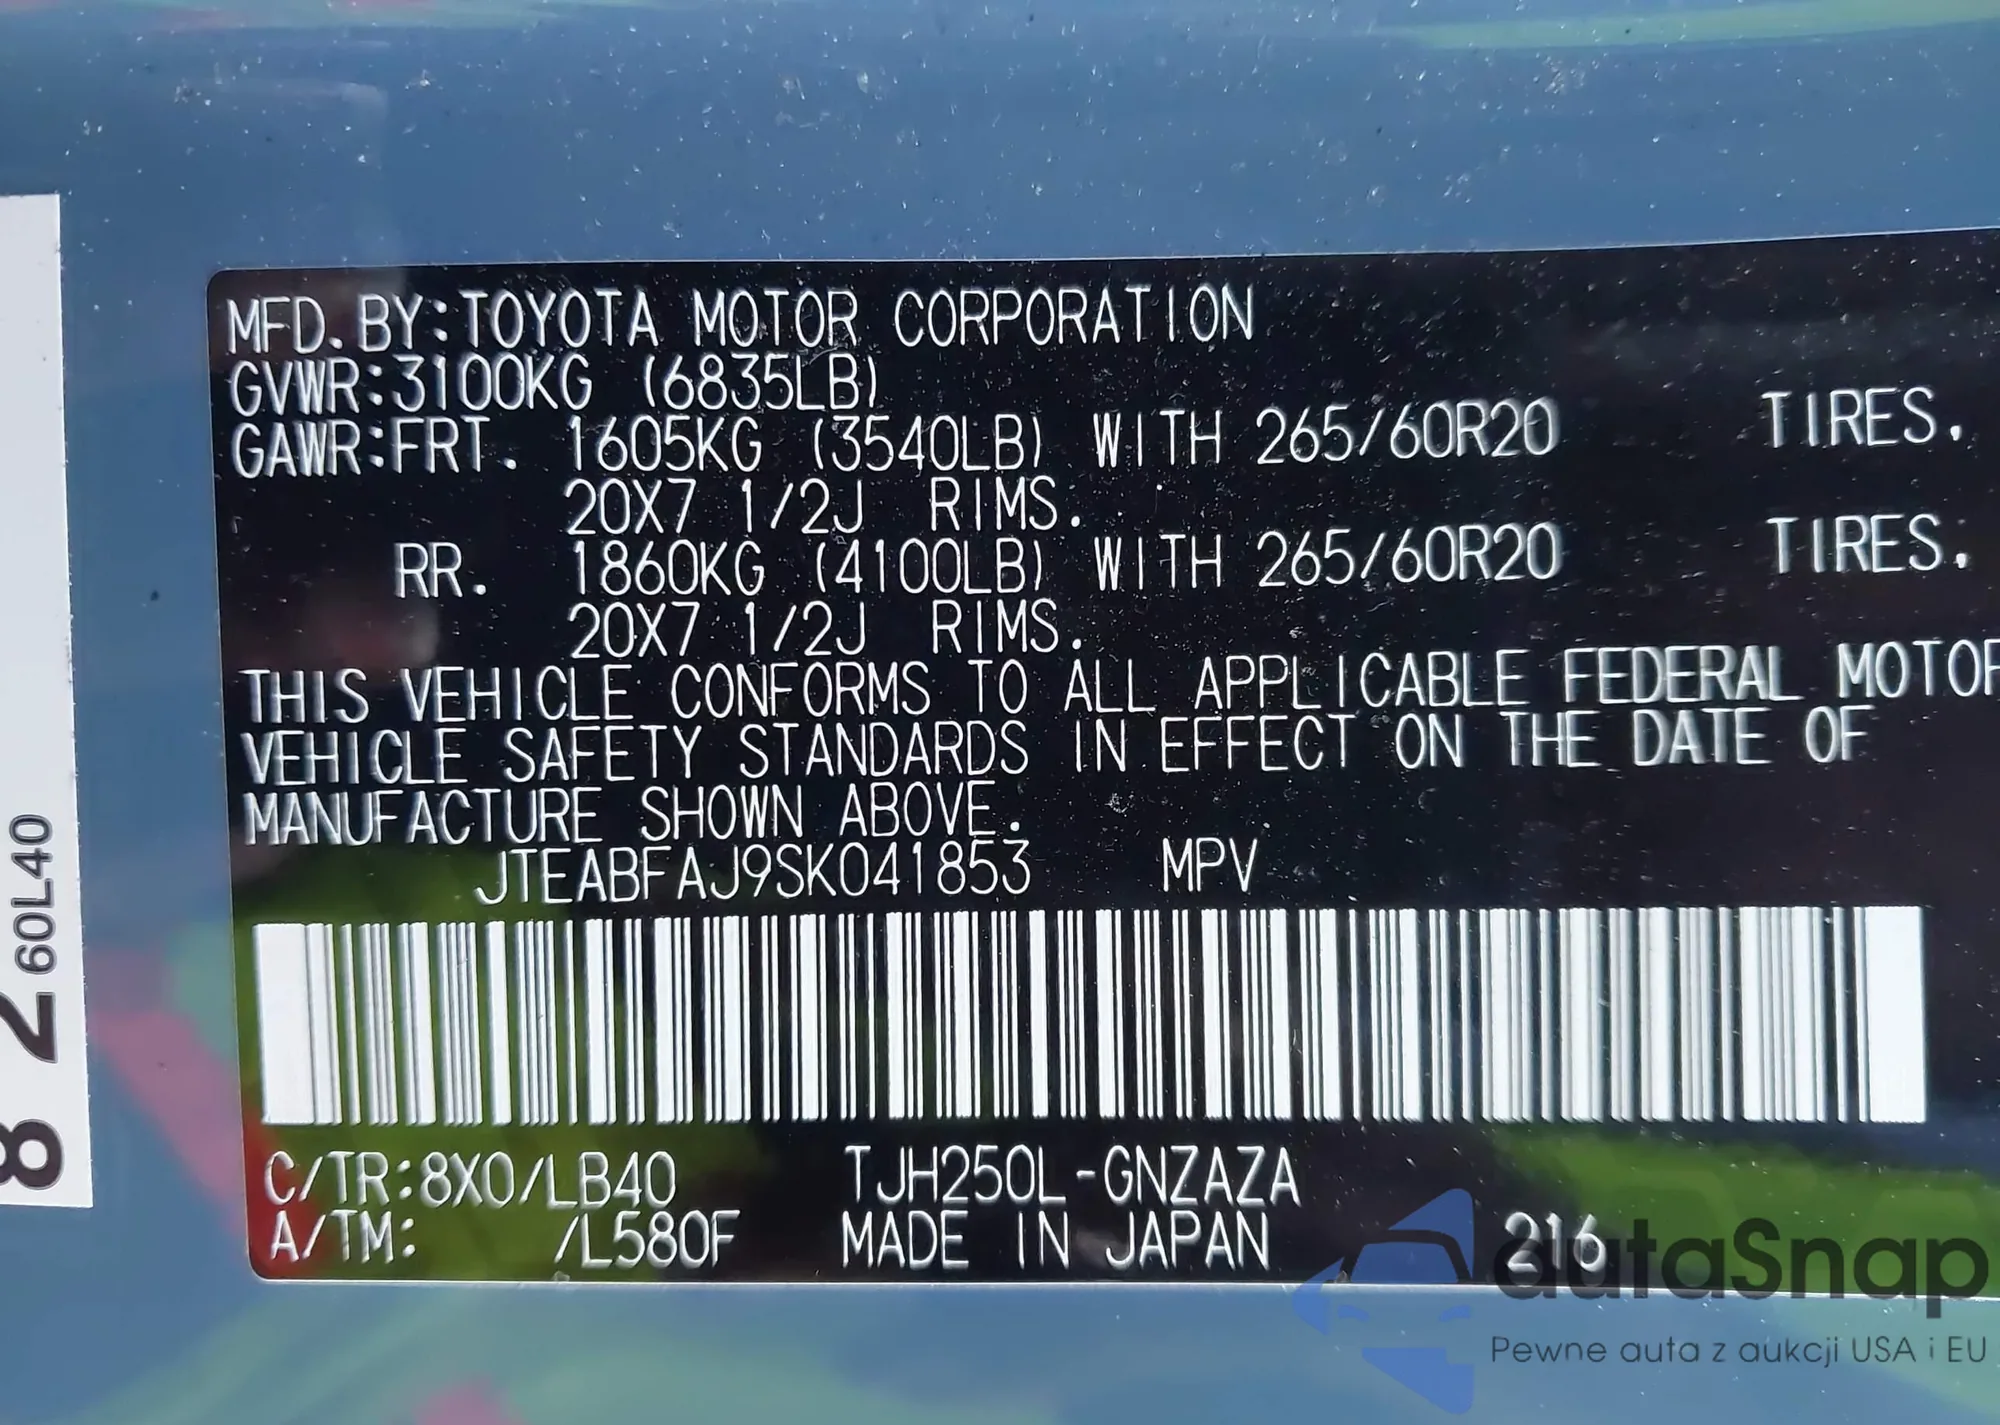 MFD. BY:TOYOTA MOTOR CORPORATION
GVWR:3100KG (6835LB)
GAWR:FRT. 1605KG (3540LB) WITH 265/60R20 TIRES.
20X7 1/2J RIMS.
RR. 1860KG (4100LB) WITH 265/60R20 TIRES.
20X7 1/2J RIMS.
THIS VEHICLE CONFORMS TO ALL APPLICABLE FEDERAL MOTOR
VEHICLE SAFETY STANDARDS IN EFFECT ON THE DATE OF
MANUFACTURE SHOWN ABOVE.
JTEABFAJ9SK041853 MPV
C/TR:8X0/LB40 TJH250L-GNZAZA
A/TM: /L580F MADE IN JAPAN 216
8 2 60L40
autaSnap
Pewne auta z aukcji USA i EU